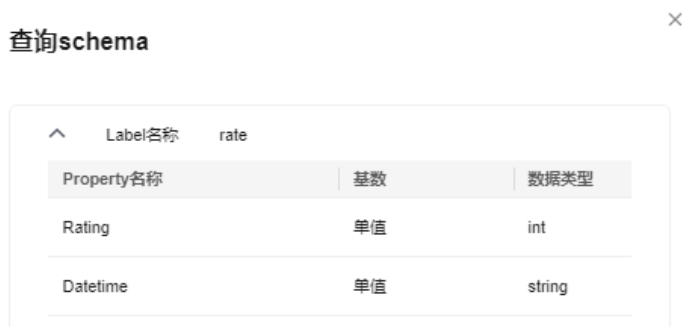 查询schema
Label名称 rate
Property名称 基数 数据类型
Rating 单值 int
Datetime 单值 string